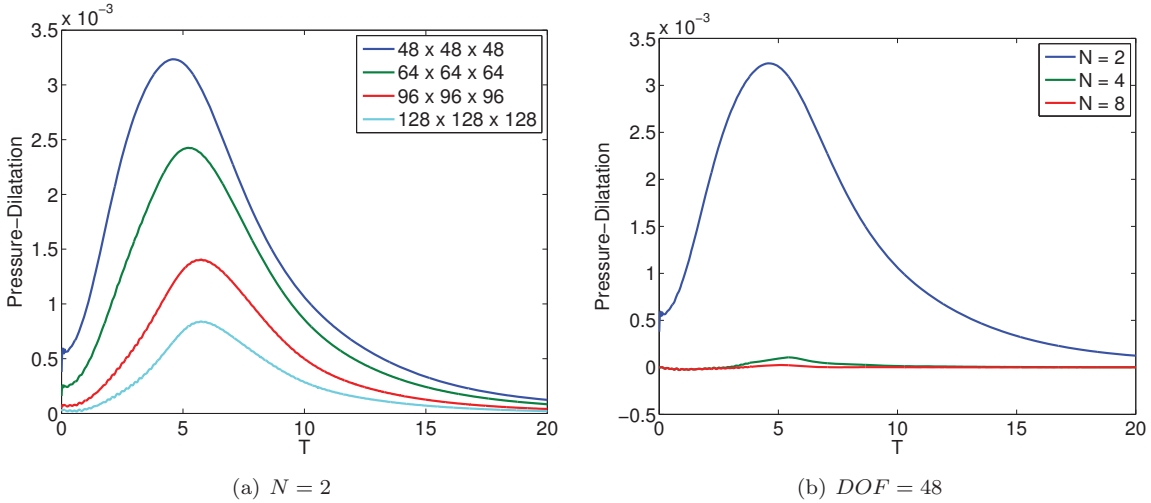 x 10⁻³
3.5
3
2.5
2
1.5
1
0.5
0
Pressure−Dilatation
0 5 10 15 20
T
48 x 48 x 48
64 x 64 x 64
96 x 96 x 96
128 x 128 x 128
(a) N = 2
x 10⁻³
3.5
3
2.5
2
1.5
1
0.5
0
−0.5
Pressure−Dilatation
0 5 10 15 20
T
N = 2
N = 4
N = 8
(b) DOF = 48